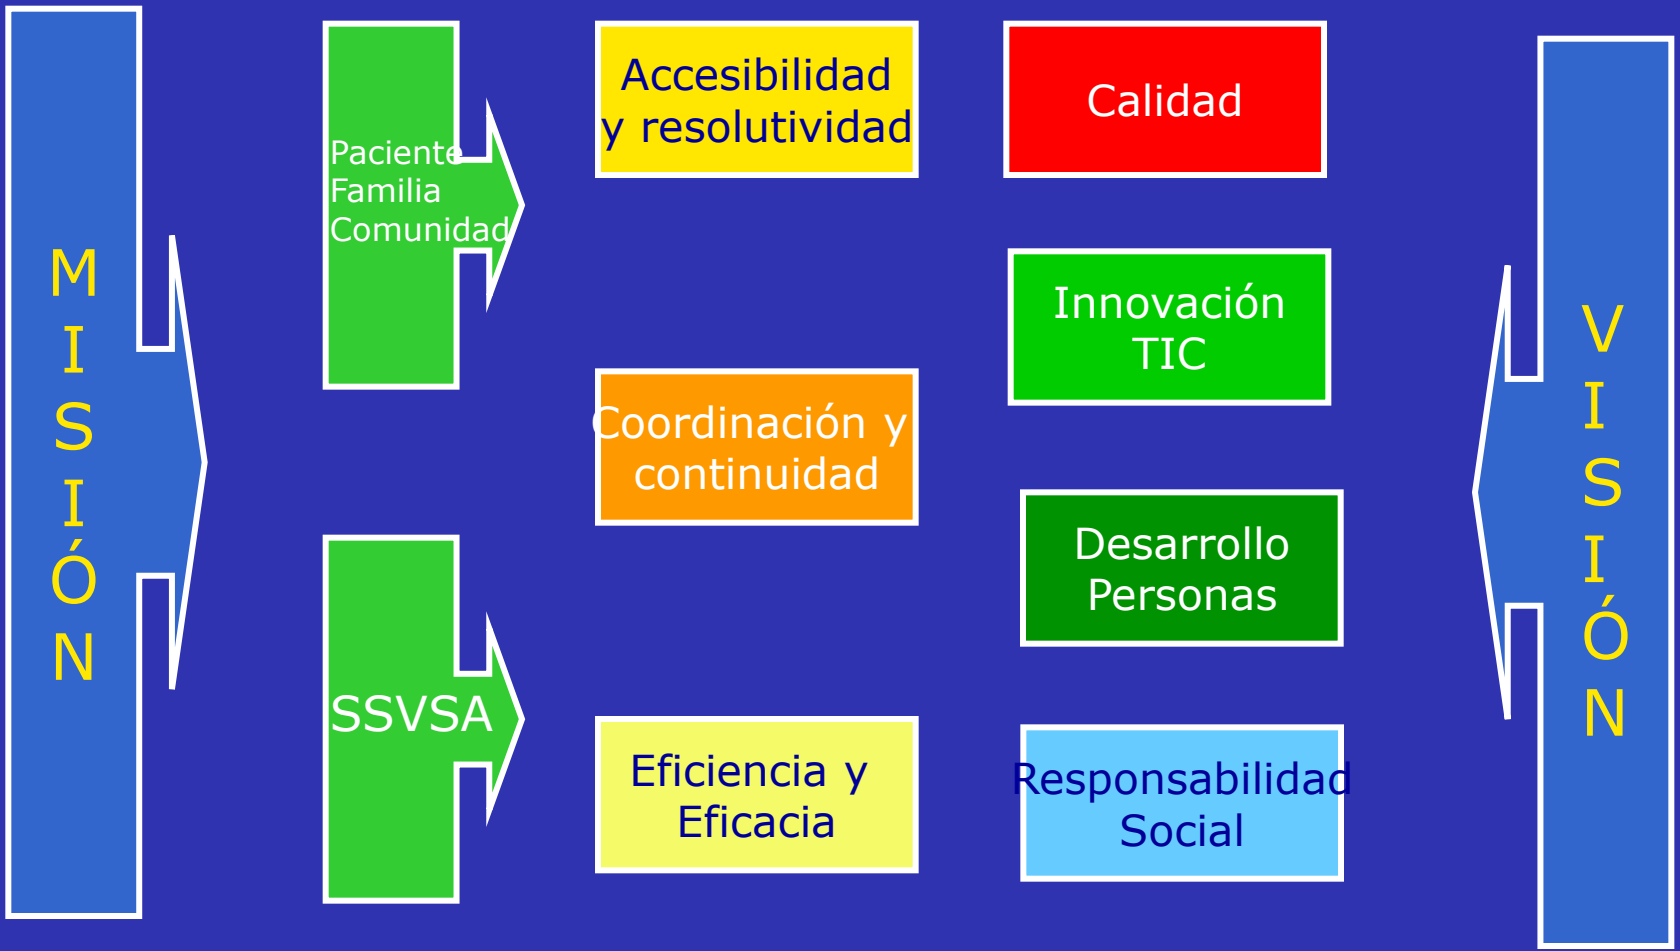 M
I
S
I
Ó
N
Paciente
Familia
Comunidad
SSVSA
Accesibilidad
y resolutividad
Coordinación y
continuidad
Eficiencia y
Eficacia
Calidad
Innovación
TIC
Desarrollo
Personas
Responsabilidad
Social
V
I
S
I
Ó
N